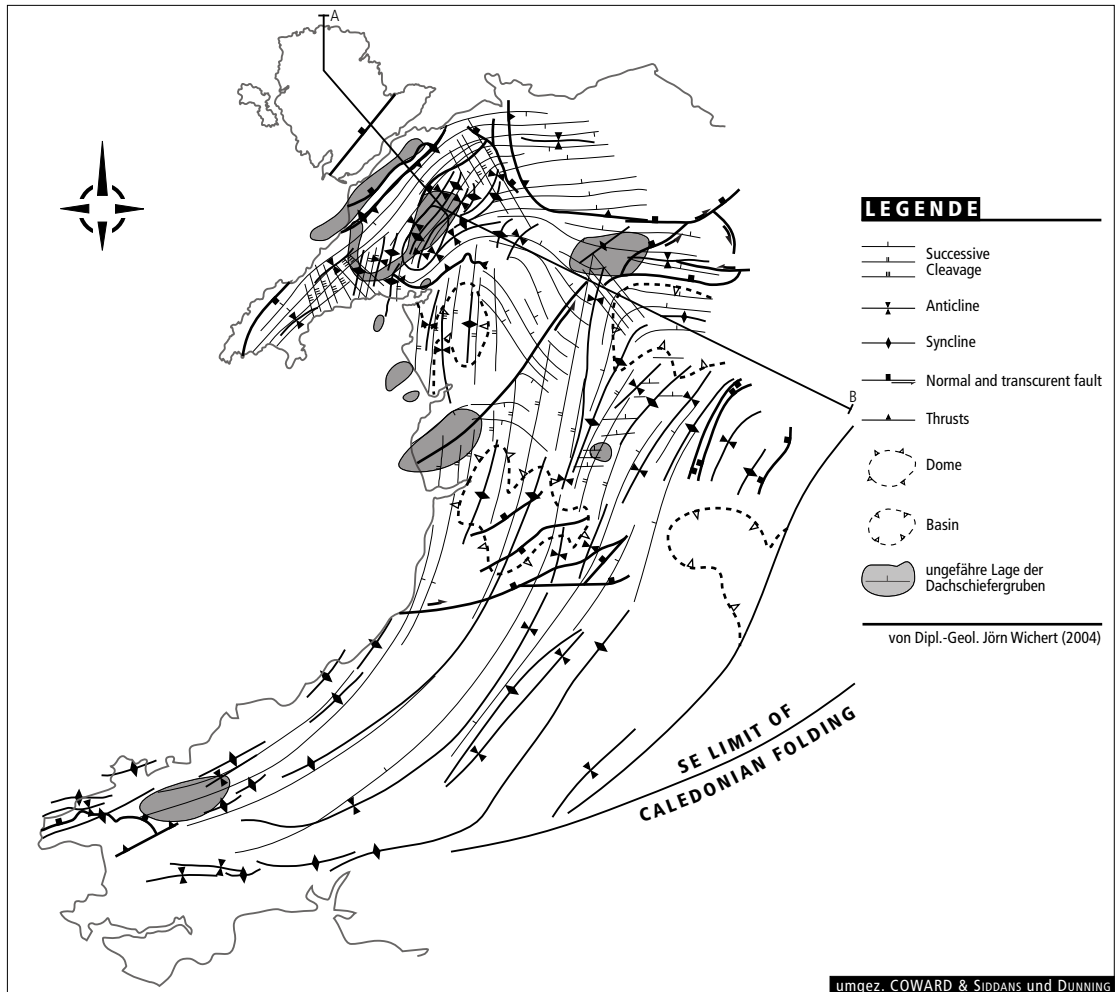 A
LEGENDE
Successive
Cleavage
Anticline
Syncline
Normal and transcurent fault
Thrusts
B
Dome
Basin
ungefähre Lage der
Dachschiefergruben
von Dipl.-Geol. Jörn Wichert (2004)
SE LIMIT OF
CALEDONIAN FOLDING
umgez. COWARD & SIDDANS und DUNNING